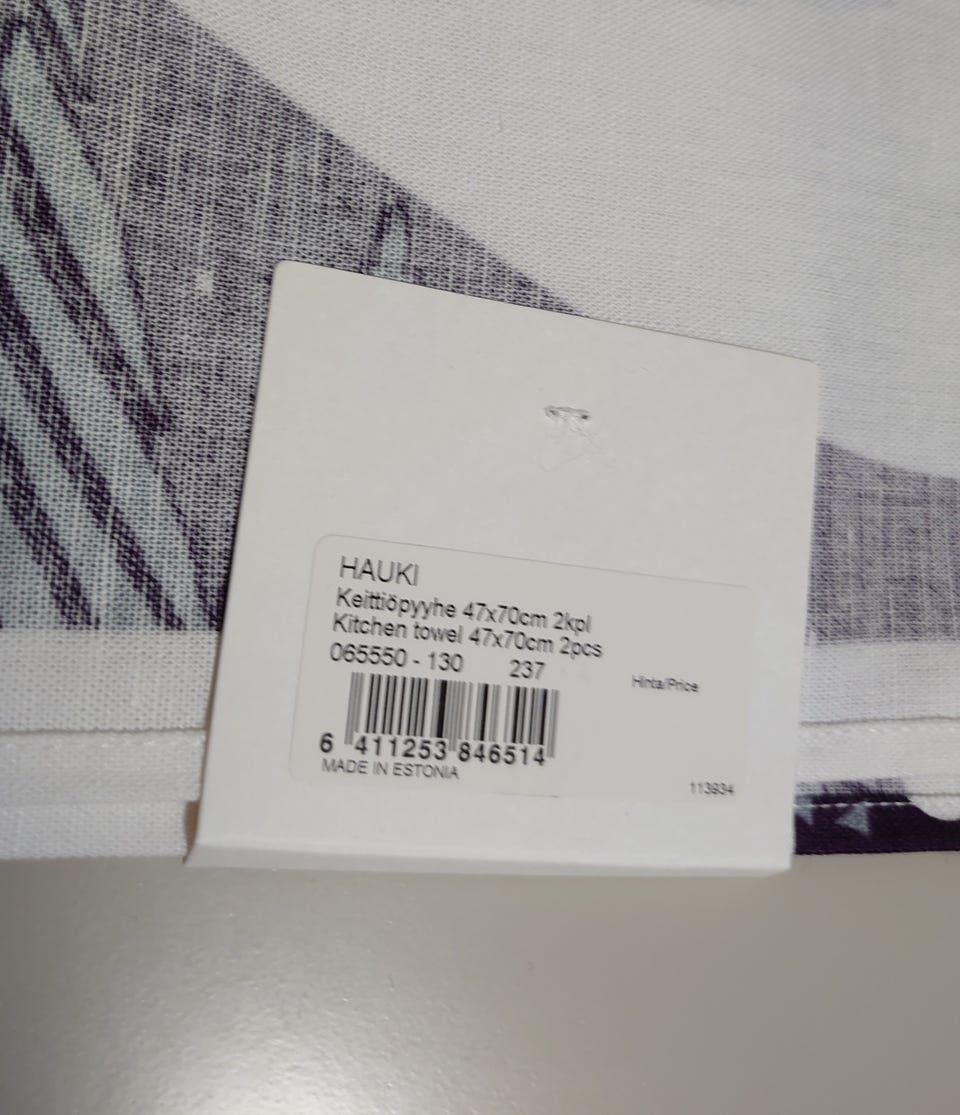 HAUKI
Keittiöpyyhe 47x70cm 2kpl
Kitchen towel 47x70cm 2pcs
065550 - 130 237
Hinta/Price
6 411253 846514
MADE IN ESTONIA
113934